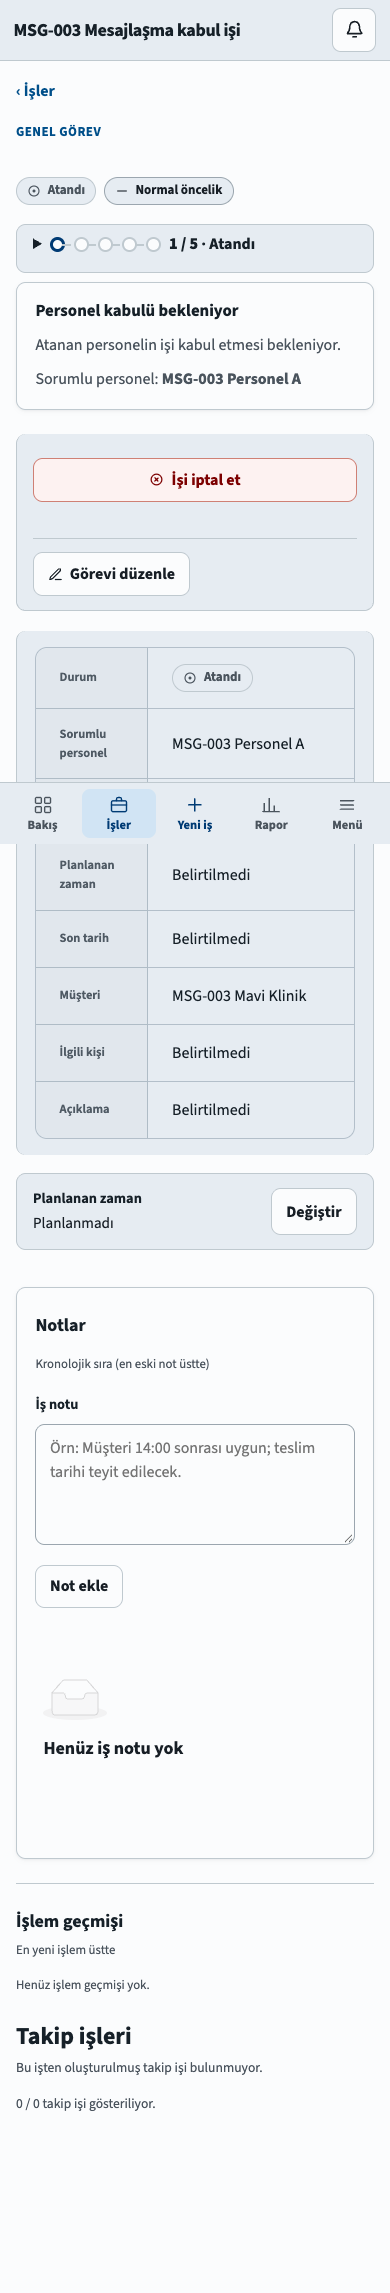 MSG-003 Mesajlaşma kabul işi
‹ İşler
GENEL GÖREV
Atandı
Normal öncelik
1 / 5 · Atandı
Personel kabulü bekleniyor
Atanan personelin işi kabul etmesi bekleniyor.
Sorumlu personel: MSG-003 Personel A
İşi iptal et
Görevi düzenle
Durum
Atandı
Sorumlu
personel
MSG-003 Personel A
Bakış
İşler
Yeni iş
Rapor
Menü
Planlanan
zaman
Belirtilmedi
Son tarih
Belirtilmedi
Müşteri
MSG-003 Mavi Klinik
İlgili kişi
Belirtilmedi
Açıklama
Belirtilmedi
Planlanan zaman
Planlanmadı
Değiştir
Notlar
Kronolojik sıra (en eski not üstte)
İş notu
Örn: Müşteri 14:00 sonrası uygun; teslim
tarihi teyit edilecek.
Not ekle
Henüz iş notu yok
İşlem geçmişi
En yeni işlem üstte
Henüz işlem geçmişi yok.
Takip işleri
Bu işten oluşturulmuş takip işi bulunmuyor.
0 / 0 takip işi gösteriliyor.